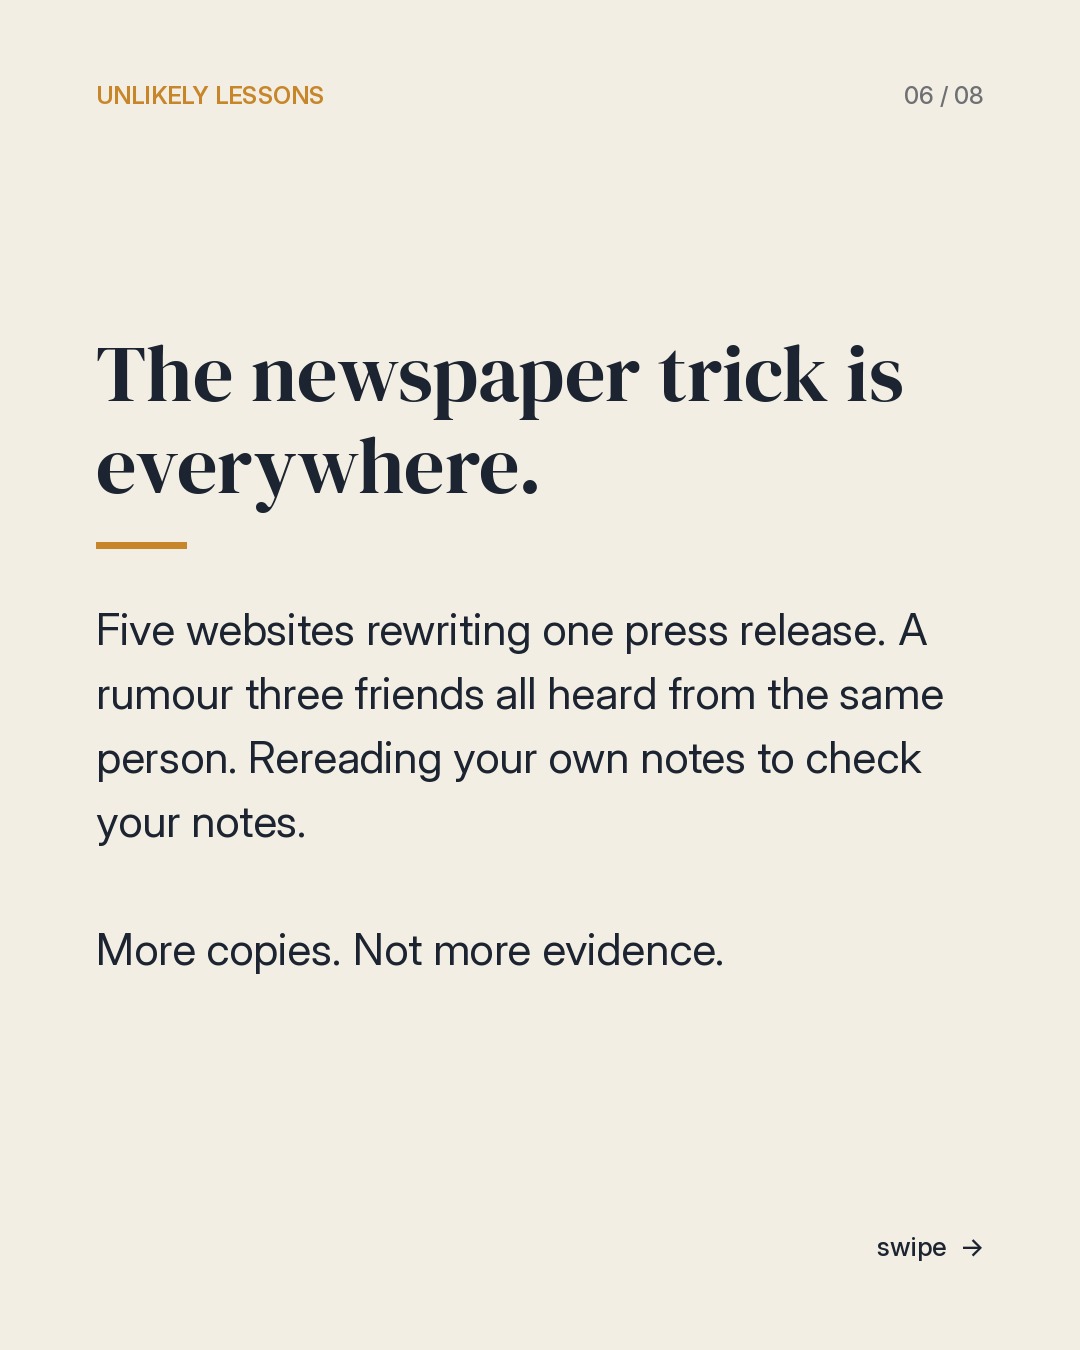 UNLIKELY LESSONS
06 / 08
The newspaper trick is
everywhere.
Five websites rewriting one press release. A
rumour three friends all heard from the same
person. Rereading your own notes to check
your notes.
More copies. Not more evidence.
swipe →